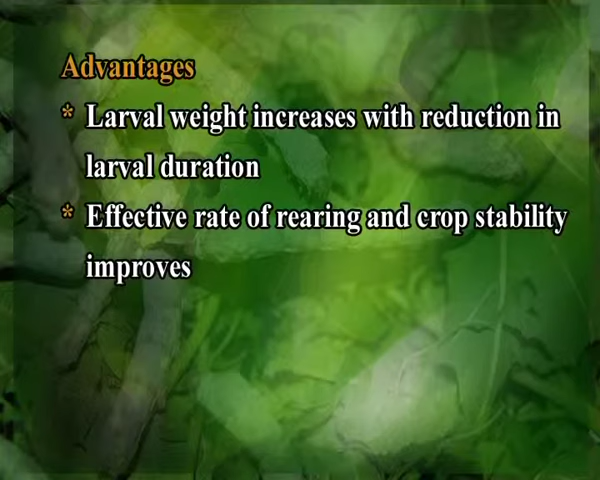 Advantages
* Larval weight increases with reduction in
larval duration
* Effective rate of rearing and crop stability
improves